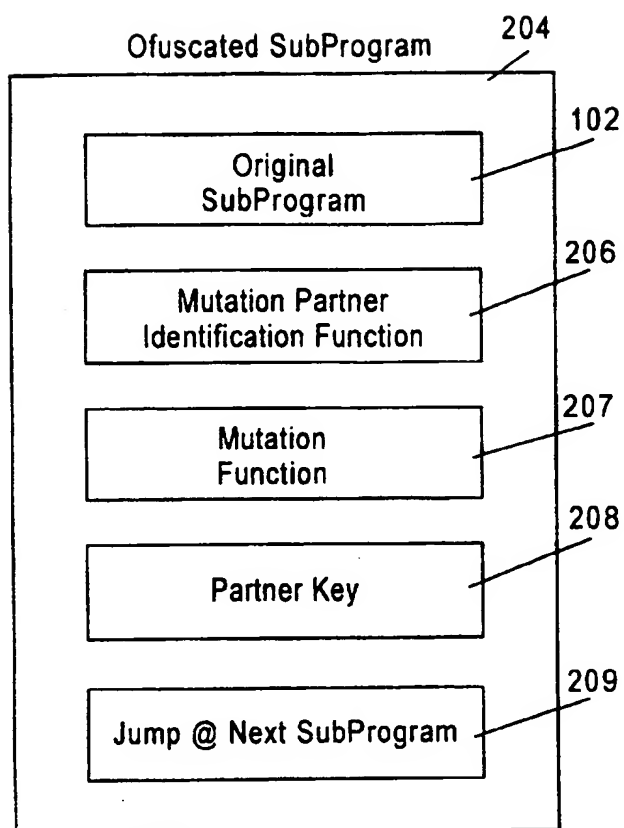 Ofuscated SubProgram
204
102
Original
SubProgram
206
Mutation Partner
Identification Function
207
Mutation
Function
208
Partner Key
209
Jump @ Next SubProgram